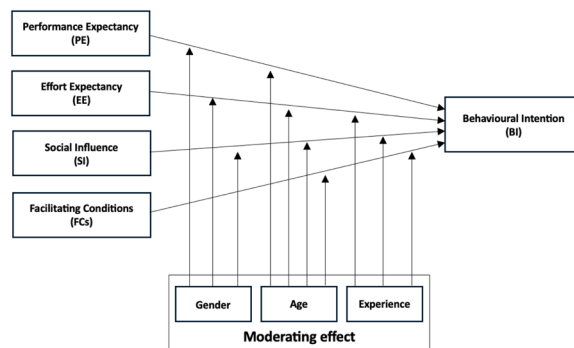 Performance Expectancy
(PE)
Effort Expectancy
(EE)
Behavioural Intention
(BI)
Social Influence
(SI)
Facilitating Conditions
(FCs)
Gender
Age
Experience
Moderating effect